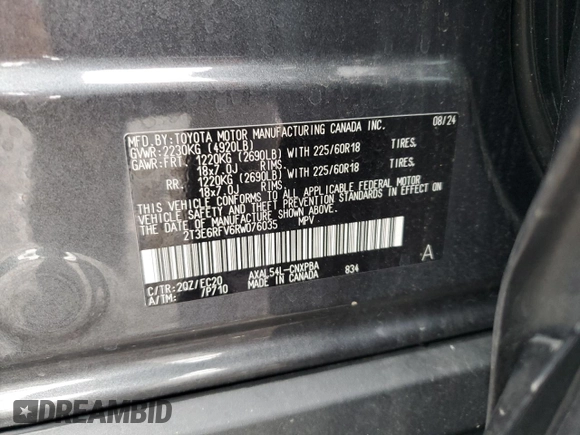 MFD.BY:TOYOTA MOTOR MANUFACTURING CANADA INC. 08/24
GVWR:2230KG (4920LB)
GAWR:FRT. 1220KG (2690LB) WITH 225/60R18 TIRES.
18x7.0J RIMS.
RR. 1220KG (2690LB) WITH 225/60R18 TIRES.
18x7.0J RIMS.
THIS VEHICLE CONFORMS TO ALL APPLICABLE FEDERAL MOTOR
VEHICLE SAFETY AND THEFT PREVENTION STANDARDS IN EFFECT ON
THE DATE OF MANUFACTURE SHOWN ABOVE.
2T3E6RFV6RW076035 MPV
A
C/TR:2QZ/EC20 AXAL54L-CNXPBA 834
A/TM: 7P710 MADE IN CANADA
DREAMBID